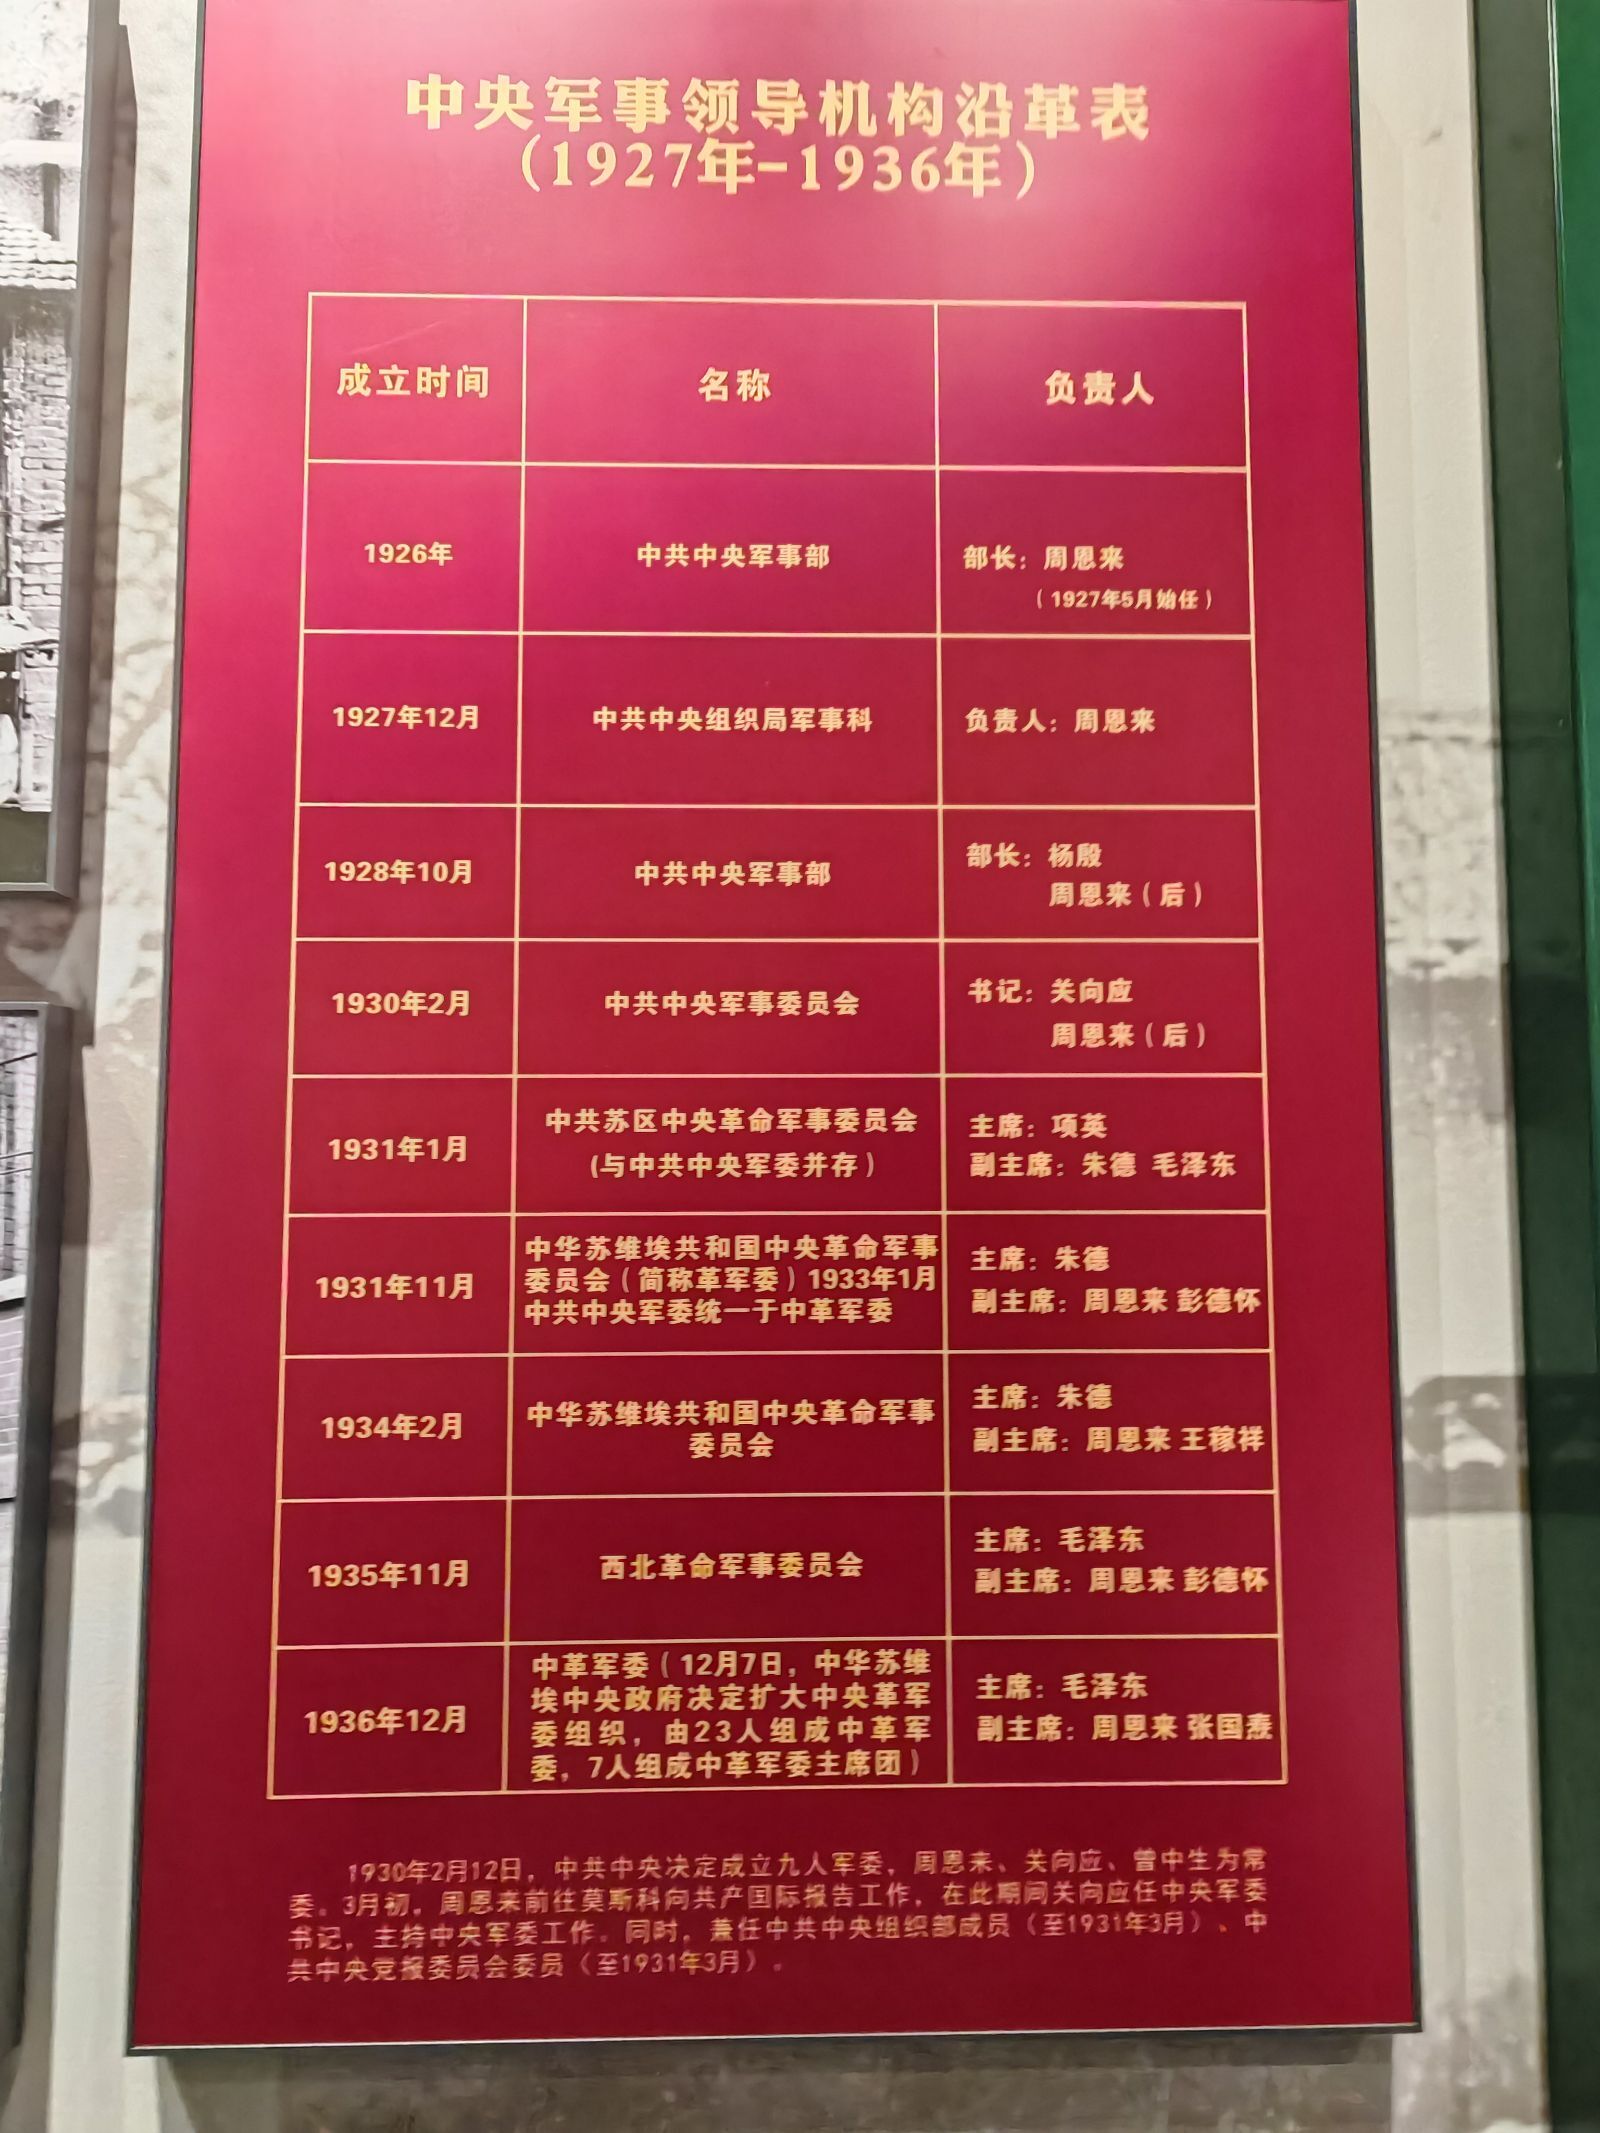 中央军事领导机构沿革表
（1927年-1936年）
成立时间 名称 负责人
1926年 中共中央军事部 部长：周恩来
（1927年5月始任）
1927年12月 中共中央组织局军事科 负责人：周恩来
1928年10月 中共中央军事部 部长：杨殷
周恩来（后）
1930年2月 中共中央军事委员会 书记：关向应
周恩来（后）
1931年1月 中共苏区中央革命军事委员会
(与中共中央军委并存） 主席：项英
副主席：朱德 毛泽东
1931年11月 中华苏维埃共和国中央革命军事
委员会（简称革军委）1933年1月
中共中央军委统一于中革军委 主席：朱德
副主席：周恩来 彭德怀
1934年2月 中华苏维埃共和国中央革命军事
委员会 主席：朱德
副主席：周恩来 王稼祥
1935年11月 西北革命军事委员会 主席：毛泽东
副主席：周恩来 彭德怀
1936年12月 中革军委（12月7日，中华苏维
埃中央政府决定扩大中央革军
委组织，由23人组成中革军
委，7人组成中革军委主席团） 主席：毛泽东
副主席：周恩来 张国焘
1930年2月12日，中共中央决定成立九人军委，周恩来、关向应、曾中生为常
委。3月初，周恩来前往莫斯科向共产国际报告工作，在此期间关向应任中央军委
书记，主持中央军委工作。同时，兼任中共中央组织部成员（至1931年3月）、中
共中央党报委员会委员（至1931年3月）。